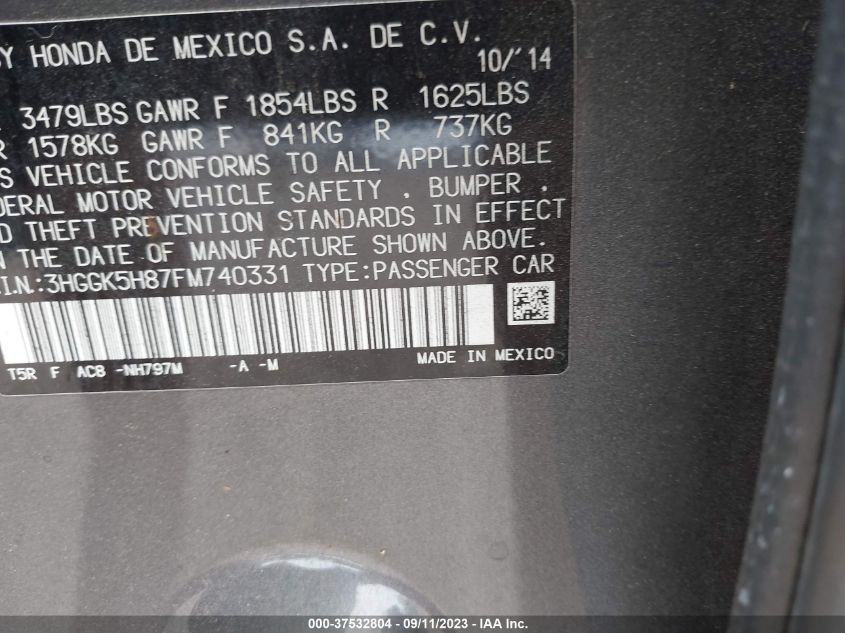 BY HONDA DE MEXICO S.A. DE C.V.
10/'14
3479LBS GAWR F 1854LBS R 1625LBS
R 1578KG GAWR F 841KG R 737KG
S VEHICLE CONFORMS TO ALL APPLICABLE
DERAL MOTOR VEHICLE SAFETY , BUMPER ,
D THEFT PREVENTION STANDARDS IN EFFECT
N THE DATE OF MANUFACTURE SHOWN ABOVE.
.I.N.:3HGGK5H87FM740331 TYPE:PASSENGER CAR
T5R F AC8 -NH797M -A -M MADE IN MEXICO
000-37532804 - 09/11/2023 - IAA Inc.